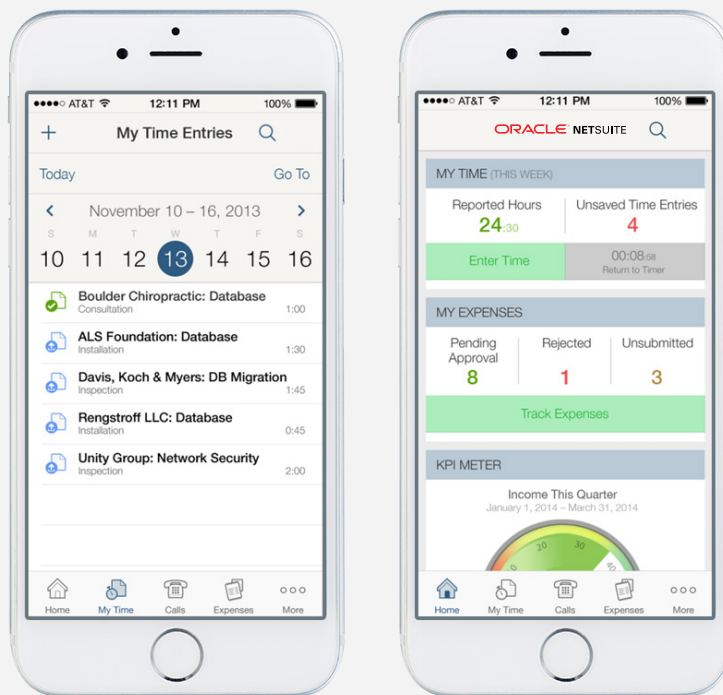 ●●●●○ AT&T 12:11 PM 100%
+ My Time Entries
Today Go To
< November 10 – 16, 2013 >
S M T W T F S
10 11 12 13 14 15 16
Boulder Chiropractic: Database
Consultation 1:00
ALS Foundation: Database
Installation 1:30
Davis, Koch & Myers: DB Migration
Inspection 1:45
Rengstroff LLC: Database
Installation 0:45
Unity Group: Network Security
Inspection 2:00
Home My Time Calls Expenses More
●●●●○ AT&T 12:11 PM 100%
ORACLE NETSUITE
MY TIME (THIS WEEK)
Reported Hours Unsaved Time Entries
24:30 4
Enter Time 00:08:58
Return to Timer
MY EXPENSES
Pending Approval Rejected Unsubmitted
8 1 3
Track Expenses
KPI METER
Income This Quarter
January 1, 2014 – March 31, 2014
20 30 40
Home My Time Calls Expenses More